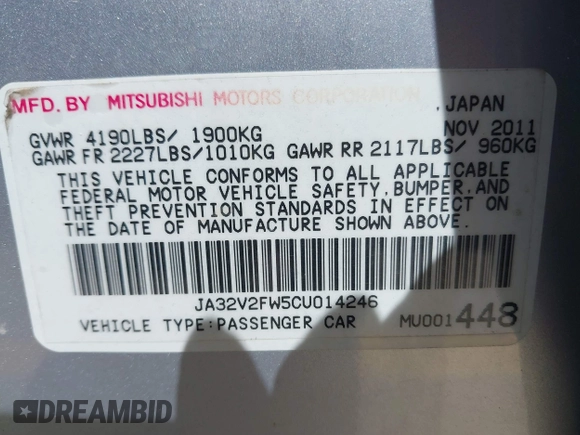 MFD. BY MITSUBISHI MOTORS CORPORATION , JAPAN
NOV 2011
GVWR 4190LBS/ 1900KG
GAWR FR 2227LBS/1010KG GAWR RR 2117LBS/ 960KG
THIS VEHICLE CONFORMS TO ALL APPLICABLE
FEDERAL MOTOR VEHICLE SAFETY,BUMPER,AND
THEFT PREVENTION STANDARDS IN EFFECT ON
THE DATE OF MANUFACTURE SHOWN ABOVE.
JA32V2FW5CU014246
VEHICLE TYPE:PASSENGER CAR MU001448
DREAMBID